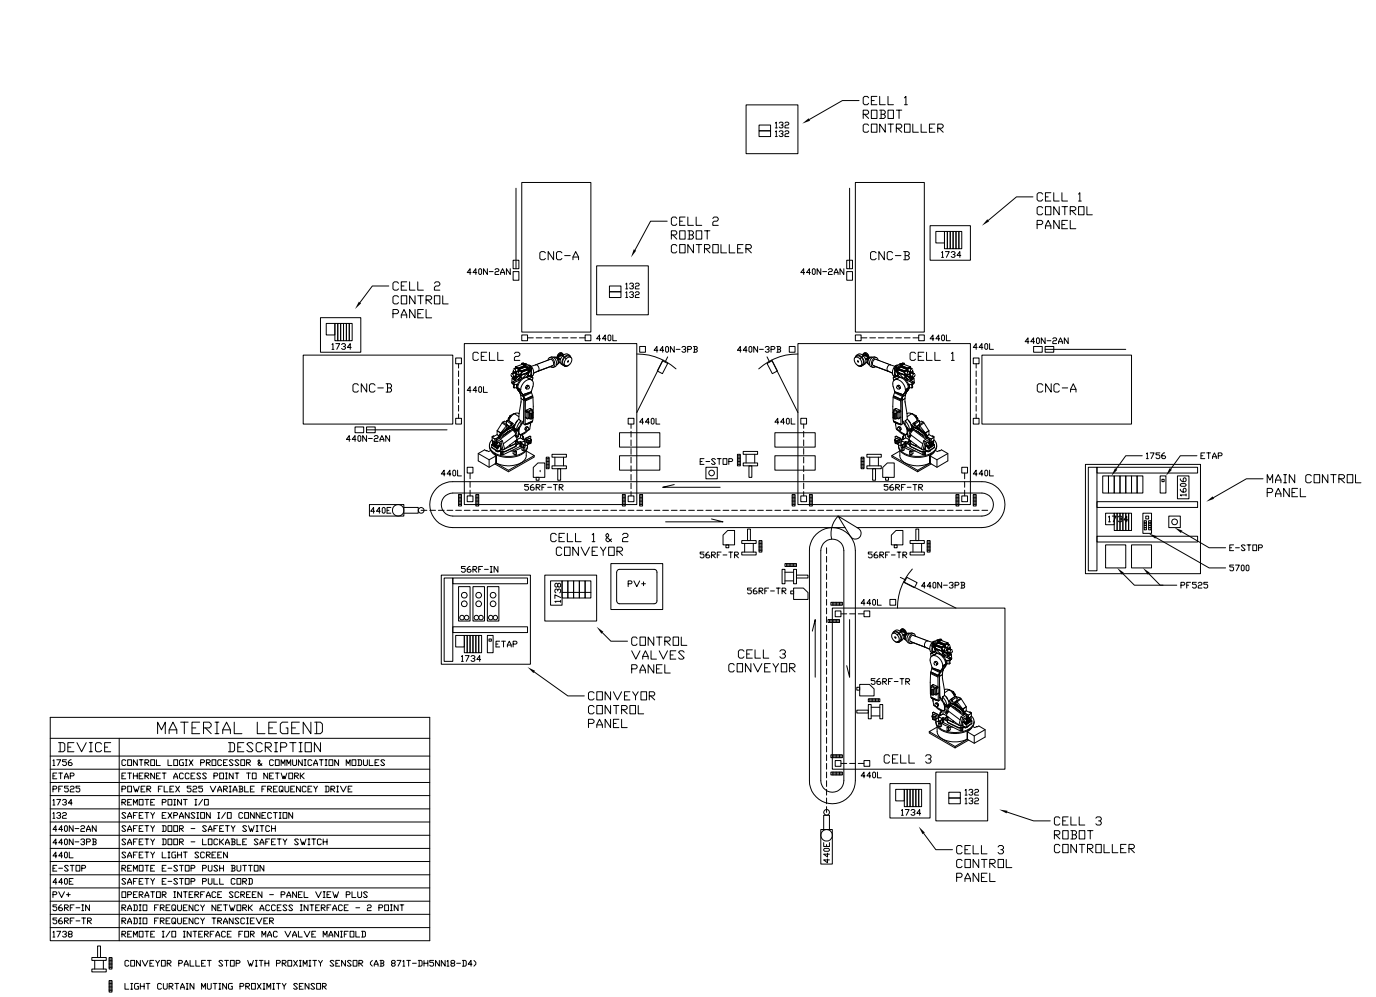 CELL 1
ROBOT
CONTROLLER
132
132
CELL 1
CONTROL
PANEL
1734
CELL 2
ROBOT
CONTROLLER
132
132
CNC-A
440N-2AN
CNC-B
440N-2AN
CELL 2
CONTROL
PANEL
1734
440L
440L
440N-3PB
440N-3PB
440L
440N-2AN
CELL 2
CELL 1
CNC-B
440L
440N-2AN
CNC-A
440L
440L
440L
440L
E-STOP
56RF-TR
56RF-TR
440E
1756
ETAP
1606
MAIN CONTROL
PANEL
1734
E-STOP
5700
PF525
CELL 1 & 2
CONVEYOR
56RF-TR
56RF-TR
56RF-IN
1738
PV+
56RF-TR
440N-3PB
440L
ETAP
1734
CONTROL
VALVES
PANEL
CELL 3
CONVEYOR
56RF-TR
CONVEYOR
CONTROL
PANEL
CELL 3
440L
132
132
1734
440E
CELL 3
ROBOT
CONTROLLER
CELL 3
CONTROL
PANEL
MATERIAL LEGEND
DEVICE DESCRIPTION
1756 CONTROL LOGIX PROCESSOR & COMMUNICATION MODULES
ETAP ETHERNET ACCESS POINT TO NETWORK
PF525 POWER FLEX 525 VARIABLE FREQUENCEY DRIVE
1734 REMOTE POINT I/O
132 SAFETY EXPANSION I/O CONNECTION
440N-2AN SAFETY DOOR - SAFETY SWITCH
440N-3PB SAFETY DOOR - LOCKABLE SAFETY SWITCH
440L SAFETY LIGHT SCREEN
E-STOP REMOTE E-STOP PUSH BUTTON
440E SAFETY E-STOP PULL CORD
PV+ OPERATOR INTERFACE SCREEN - PANEL VIEW PLUS
56RF-IN RADIO FREQUENCY NETWORK ACCESS INTERFACE - 2 POINT
56RF-TR RADIO FREQUENCY TRANSCIEVER
1738 REMOTE I/O INTERFACE FOR MAC VALVE MANIFOLD
CONVEYOR PALLET STOP WITH PROXIMITY SENSOR (AB 871T-DH5NN18-D4)
LIGHT CURTAIN MUTING PROXIMITY SENSOR